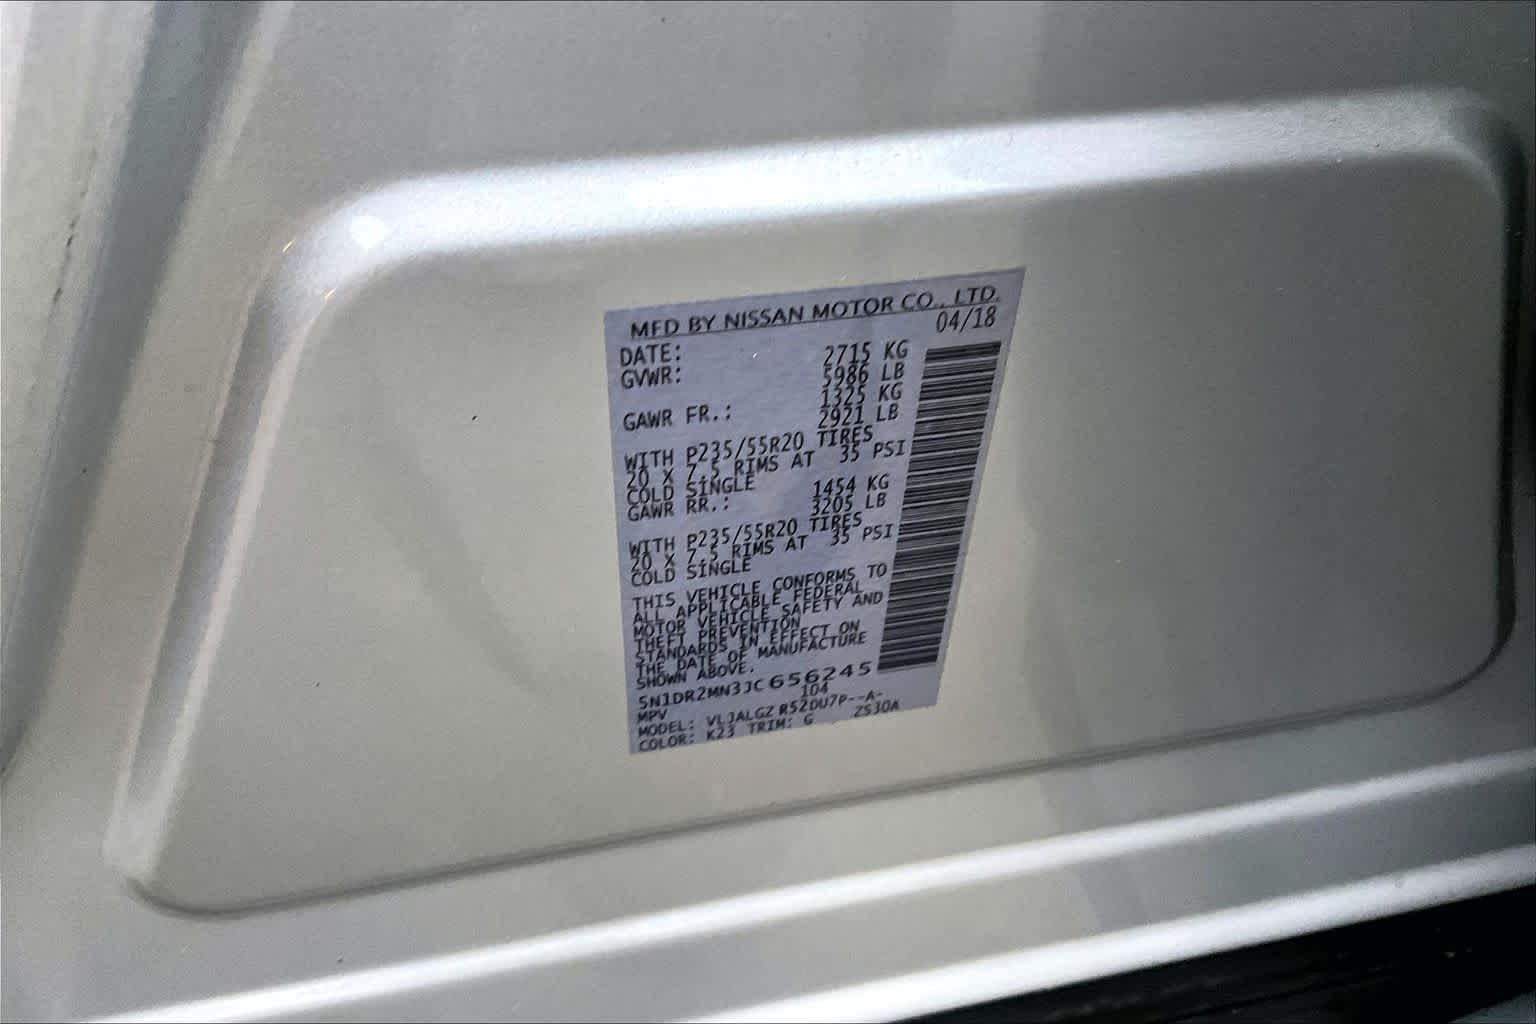 MFD BY NISSAN MOTOR CO., LTD.
DATE: 04/18
GVWR: 2715 KG
5986 LB
GAWR FR.: 1325 KG
2921 LB
WITH P235/55R20 TIRES
20 X 7.5 RIMS AT 35 PSI
COLD SINGLE
GAWR RR.: 1454 KG
3205 LB
WITH P235/55R20 TIRES
20 X 7.5 RIMS AT 35 PSI
COLD SINGLE
THIS VEHICLE CONFORMS TO
ALL APPLICABLE FEDERAL
MOTOR VEHICLE SAFETY AND
THEFT PREVENTION
STANDARDS IN EFFECT ON
THE DATE OF MANUFACTURE
SHOWN ABOVE.
5N1DR2MN3JC656245
MPV 104
MODEL: VLJALGZ R52DU7P--A-
COLOR: K23 TRIM: G ZS30A